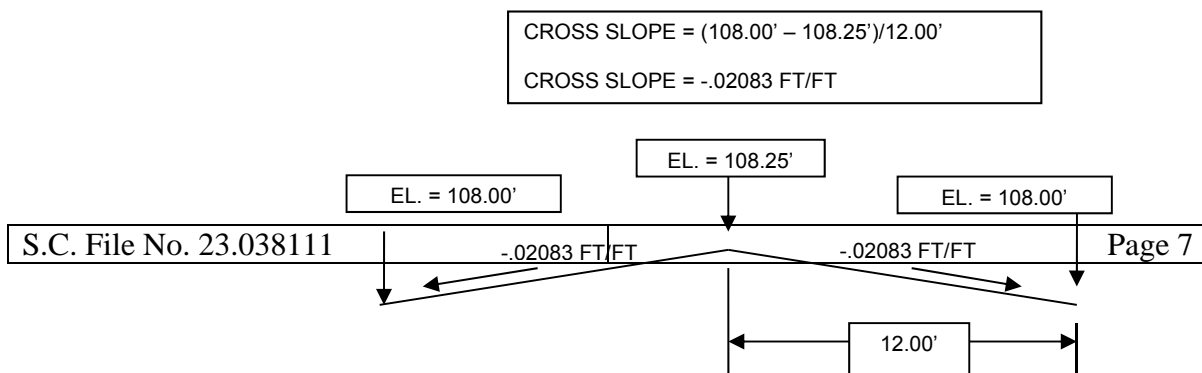 CROSS SLOPE = (108.00’ – 108.25’)/12.00’
CROSS SLOPE = -.02083 FT/FT
EL. = 108.25’
EL. = 108.00’
EL. = 108.00’
S.C. File No. 23.038111
-.02083 FT/FT
-.02083 FT/FT
Page 7
12.00’